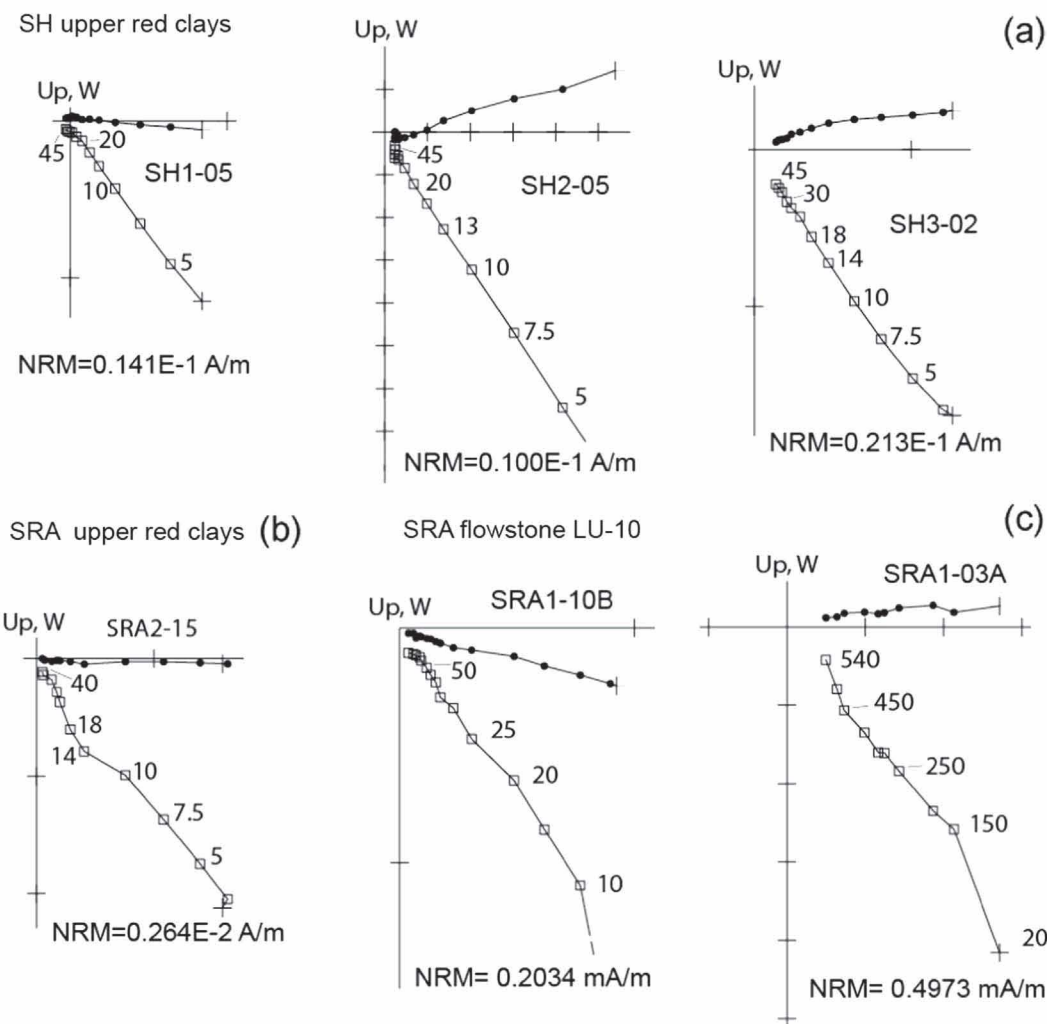 SH upper red clays
(a)
Up, W
45
20
10
5
SH1-05
NRM=0.141E-1 A/m
Up, W
45
20
13
10
7.5
5
SH2-05
NRM=0.100E-1 A/m
Up, W
45
30
18
14
10
7.5
5
SH3-02
NRM=0.213E-1 A/m
SRA upper red clays (b)
Up, W
SRA2-15
40
18
14
10
7.5
5
NRM=0.264E-2 A/m
SRA flowstone LU-10
(c)
Up, W
SRA1-10B
50
25
20
10
NRM= 0.2034 mA/m
Up, W
SRA1-03A
540
450
250
150
20
NRM= 0.4973 mA/m